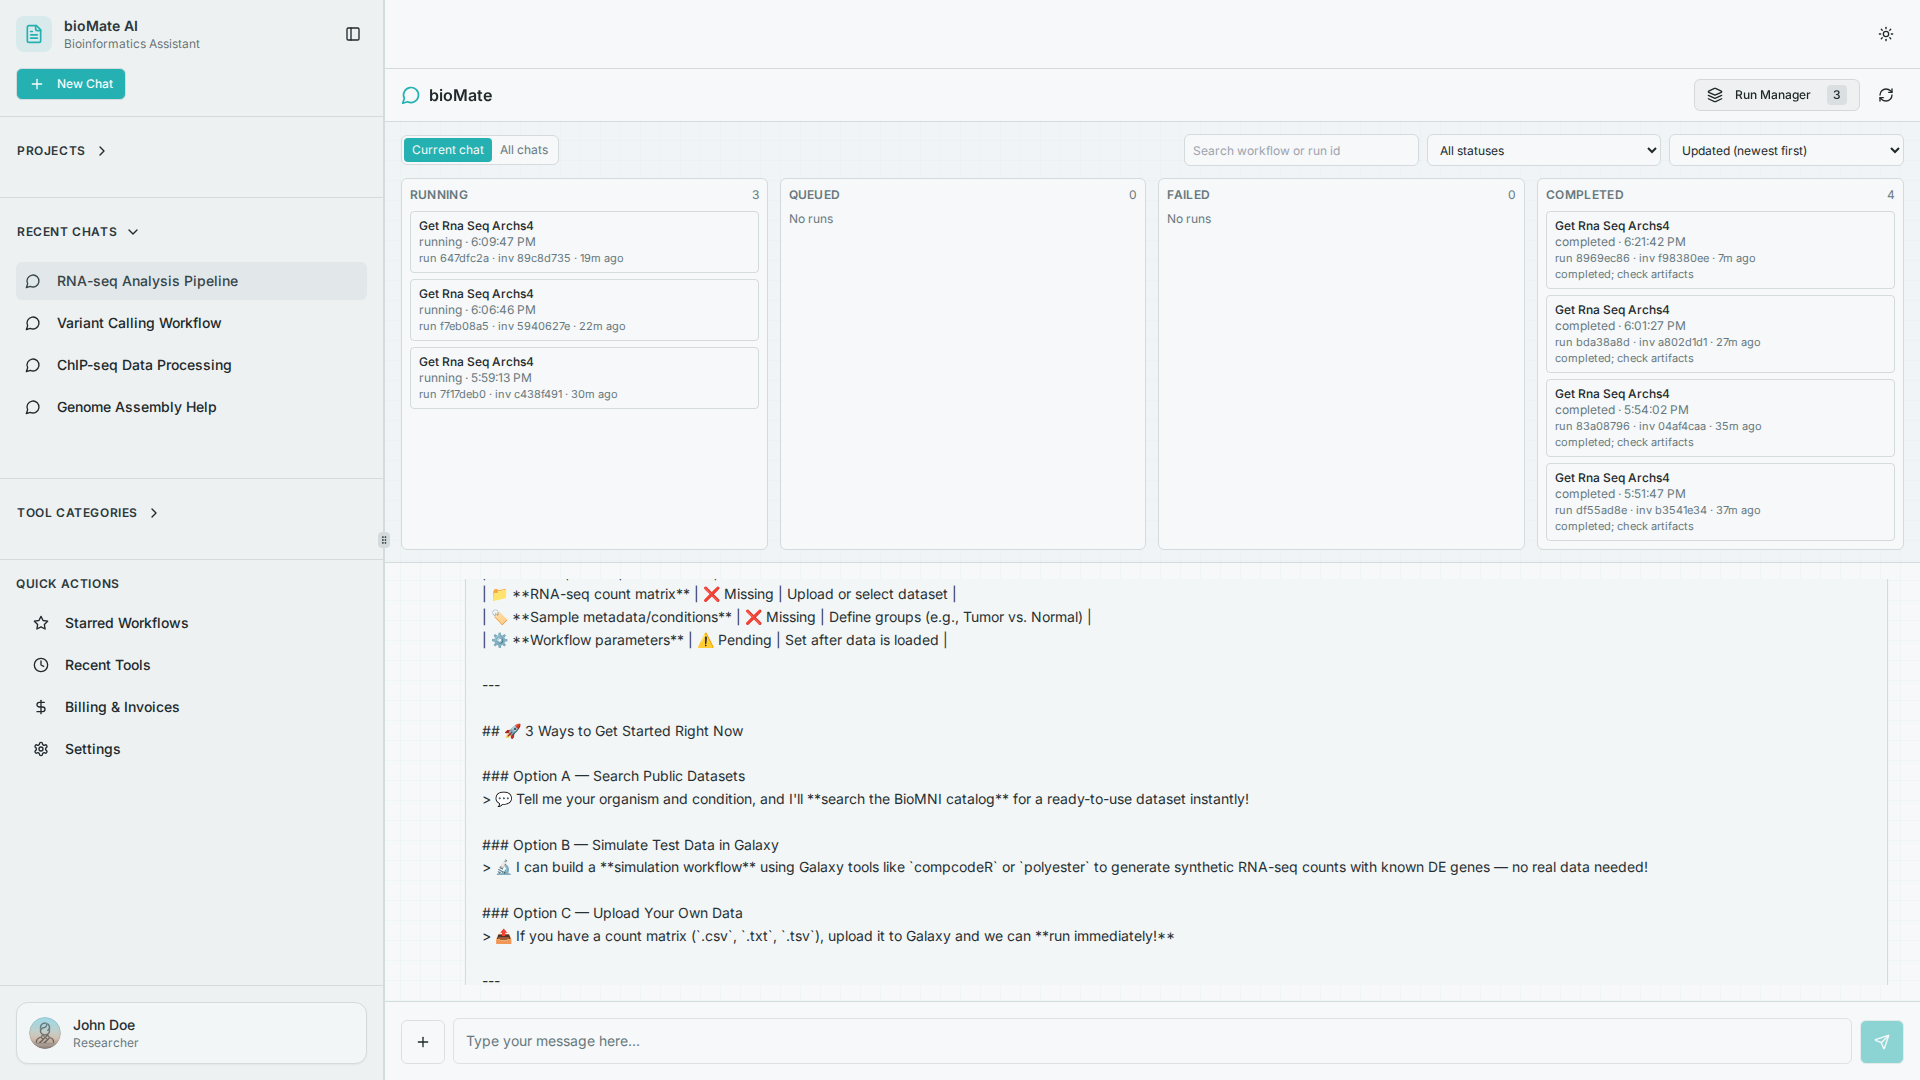 bioMate AI
Bioinformatics Assistant
New Chat
PROJECTS
RECENT CHATS
RNA-seq Analysis Pipeline
Variant Calling Workflow
ChIP-seq Data Processing
Genome Assembly Help
TOOL CATEGORIES
QUICK ACTIONS
Starred Workflows
Recent Tools
Billing & Invoices
Settings
John Doe
Researcher
bioMate
Run Manager 3
Current chat All chats
Search workflow or run id
All statuses
Updated (newest first)
RUNNING 3
Get Rna Seq Archs4
running · 6:09:47 PM
run 647dfc2a · inv 89c8d735 · 19m ago
Get Rna Seq Archs4
running · 6:06:46 PM
run f7eb08a5 · inv 5940627e · 22m ago
Get Rna Seq Archs4
running · 5:59:13 PM
run 7f17deb0 · inv c438f491 · 30m ago
QUEUED 0
No runs
FAILED 0
No runs
COMPLETED 4
Get Rna Seq Archs4
completed · 6:21:42 PM
run 8969ec86 · inv f98380ee · 7m ago
completed; check artifacts
Get Rna Seq Archs4
completed · 6:01:27 PM
run bda38a8d · inv a802d1d1 · 27m ago
completed; check artifacts
Get Rna Seq Archs4
completed · 5:54:02 PM
run 83a08796 · inv 04af4caa · 35m ago
completed; check artifacts
Get Rna Seq Archs4
completed · 5:51:47 PM
run df55ad8e · inv b3541e34 · 37m ago
completed; check artifacts
| 📁 **RNA-seq count matrix** | ❌ Missing | Upload or select dataset |
| 🏷️ **Sample metadata/conditions** | ❌ Missing | Define groups (e.g., Tumor vs. Normal) |
| ⚙️ **Workflow parameters** | ⚠️ Pending | Set after data is loaded |
---
## 🚀 3 Ways to Get Started Right Now
### Option A — Search Public Datasets
> 💬 Tell me your organism and condition, and I'll **search the BioMNI catalog** for a ready-to-use dataset instantly!
### Option B — Simulate Test Data in Galaxy
> 🔬 I can build a **simulation workflow** using Galaxy tools like `compcodeR` or `polyester` to generate synthetic RNA-seq counts with known DE genes — no real data needed!
### Option C — Upload Your Own Data
> 📤 If you have a count matrix (`.csv`, `.txt`, `.tsv`), upload it to Galaxy and we can **run immediately!**
---
Type your message here...